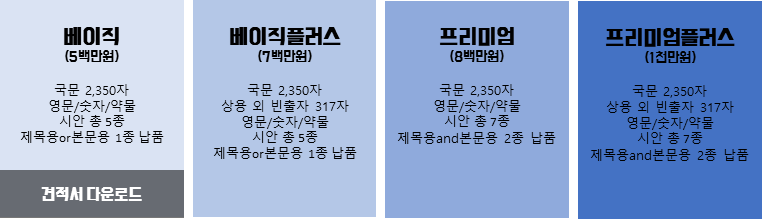 베이직
(5백만원)
국문 2,350자
영문/숫자/약물
시안 총 5종
제목용or본문용 1종 납품
견적서 다운로드
베이직플러스
(7백만원)
국문 2,350자
상용 외 빈출자 317자
영문/숫자/약물
시안 총 5종
제목용or본문용 1종 납품
프리미엄
(8백만원)
국문 2,350자
영문/숫자/약물
시안 총 7종
제목용and본문용 2종 납품
프리미엄플러스
(1천만원)
국문 2,350자
상용 외 빈출자 317자
영문/숫자/약물
시안 총 7종
제목용and본문용 2종 납품